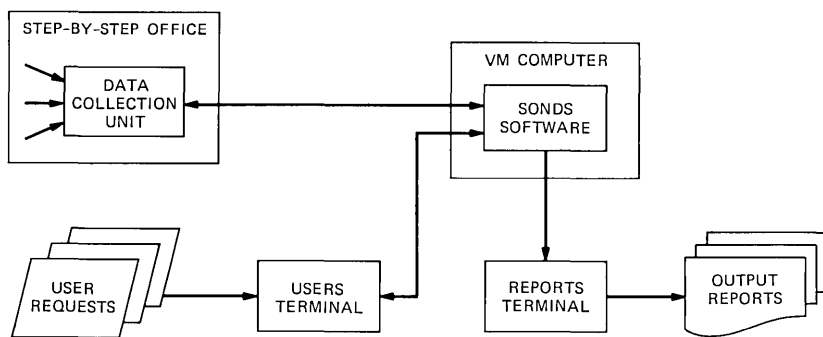 STEP-BY-STEP OFFICE
DATA
COLLECTION
UNIT
VM COMPUTER
SONDS
SOFTWARE
USER
REQUESTS
USERS
TERMINAL
REPORTS
TERMINAL
OUTPUT
REPORTS